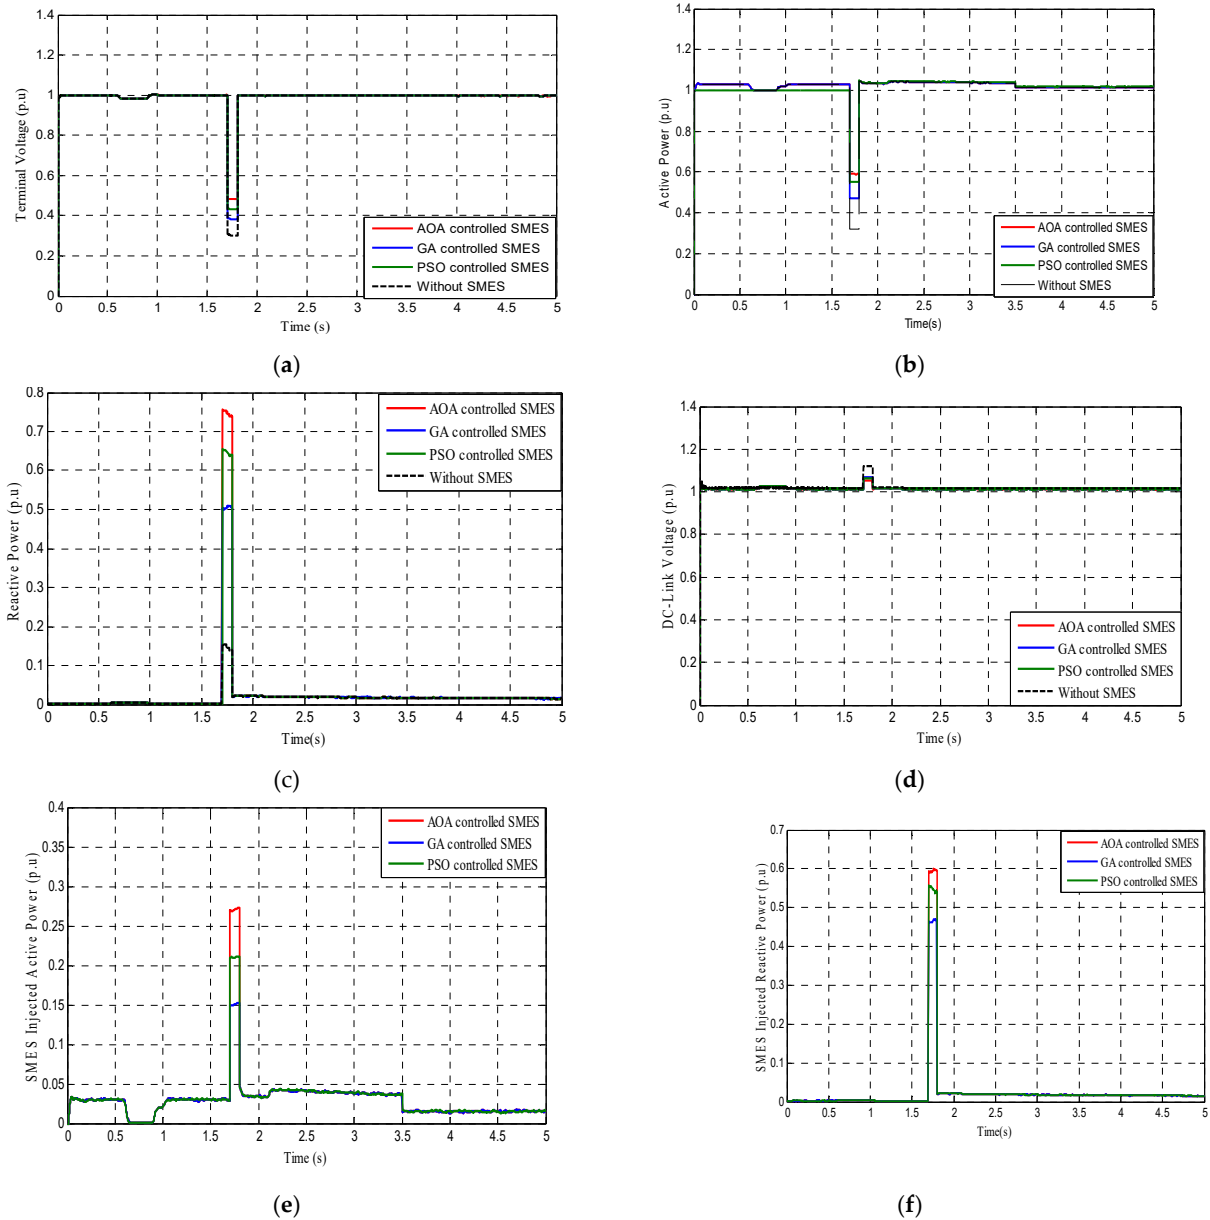 1.4
1.2
1
0.8
0.6
0.4
0.2
0
Terminal Voltage (p.u)
AOA controlled SMES
GA controlled SMES
PSO controlled SMES
Without SMES
0 0.5 1 1.5 2 2.5 3 3.5 4 4.5 5
Time (s)
(a)
1.4
1.2
1
0.8
0.6
0.4
0.2
0
Active Power (p.u)
AOA controlled SMES
GA controlled SMES
PSO controlled SMES
Without SMES
0 0.5 1 1.5 2 2.5 3 3.5 4 4.5 5
Time(s)
(b)
0.8
0.7
0.6
0.5
0.4
0.3
0.2
0.1
0
Reactive Power (p.u)
AOA controlled SMES
GA controlled SMES
PSO controlled SMES
Without SMES
0 0.5 1 1.5 2 2.5 3 3.5 4 4.5 5
Time(s)
(c)
1.4
1.2
1
0.8
0.6
0.4
0.2
0
DC-Link Voltage (p.u)
AOA controlled SMES
GA controlled SMES
PSO controlled SMES
Without SMES
0 0.5 1 1.5 2 2.5 3 3.5 4 4.5 5
Time (s)
(d)
0.4
0.35
0.3
0.25
0.2
0.15
0.1
0.05
0
SMES Injected Active Power (p.u)
AOA controlled SMES
GA controlled SMES
PSO controlled SMES
0 0.5 1 1.5 2 2.5 3 3.5 4 4.5 5
Time (s)
(e)
0.7
0.6
0.5
0.4
0.3
0.2
0.1
0
SMES Injected Reactive Power (p.u)
AOA controlled SMES
GA controlled SMES
PSO controlled SMES
0 0.5 1 1.5 2 2.5 3 3.5 4 4.5 5
Time(s)
(f)